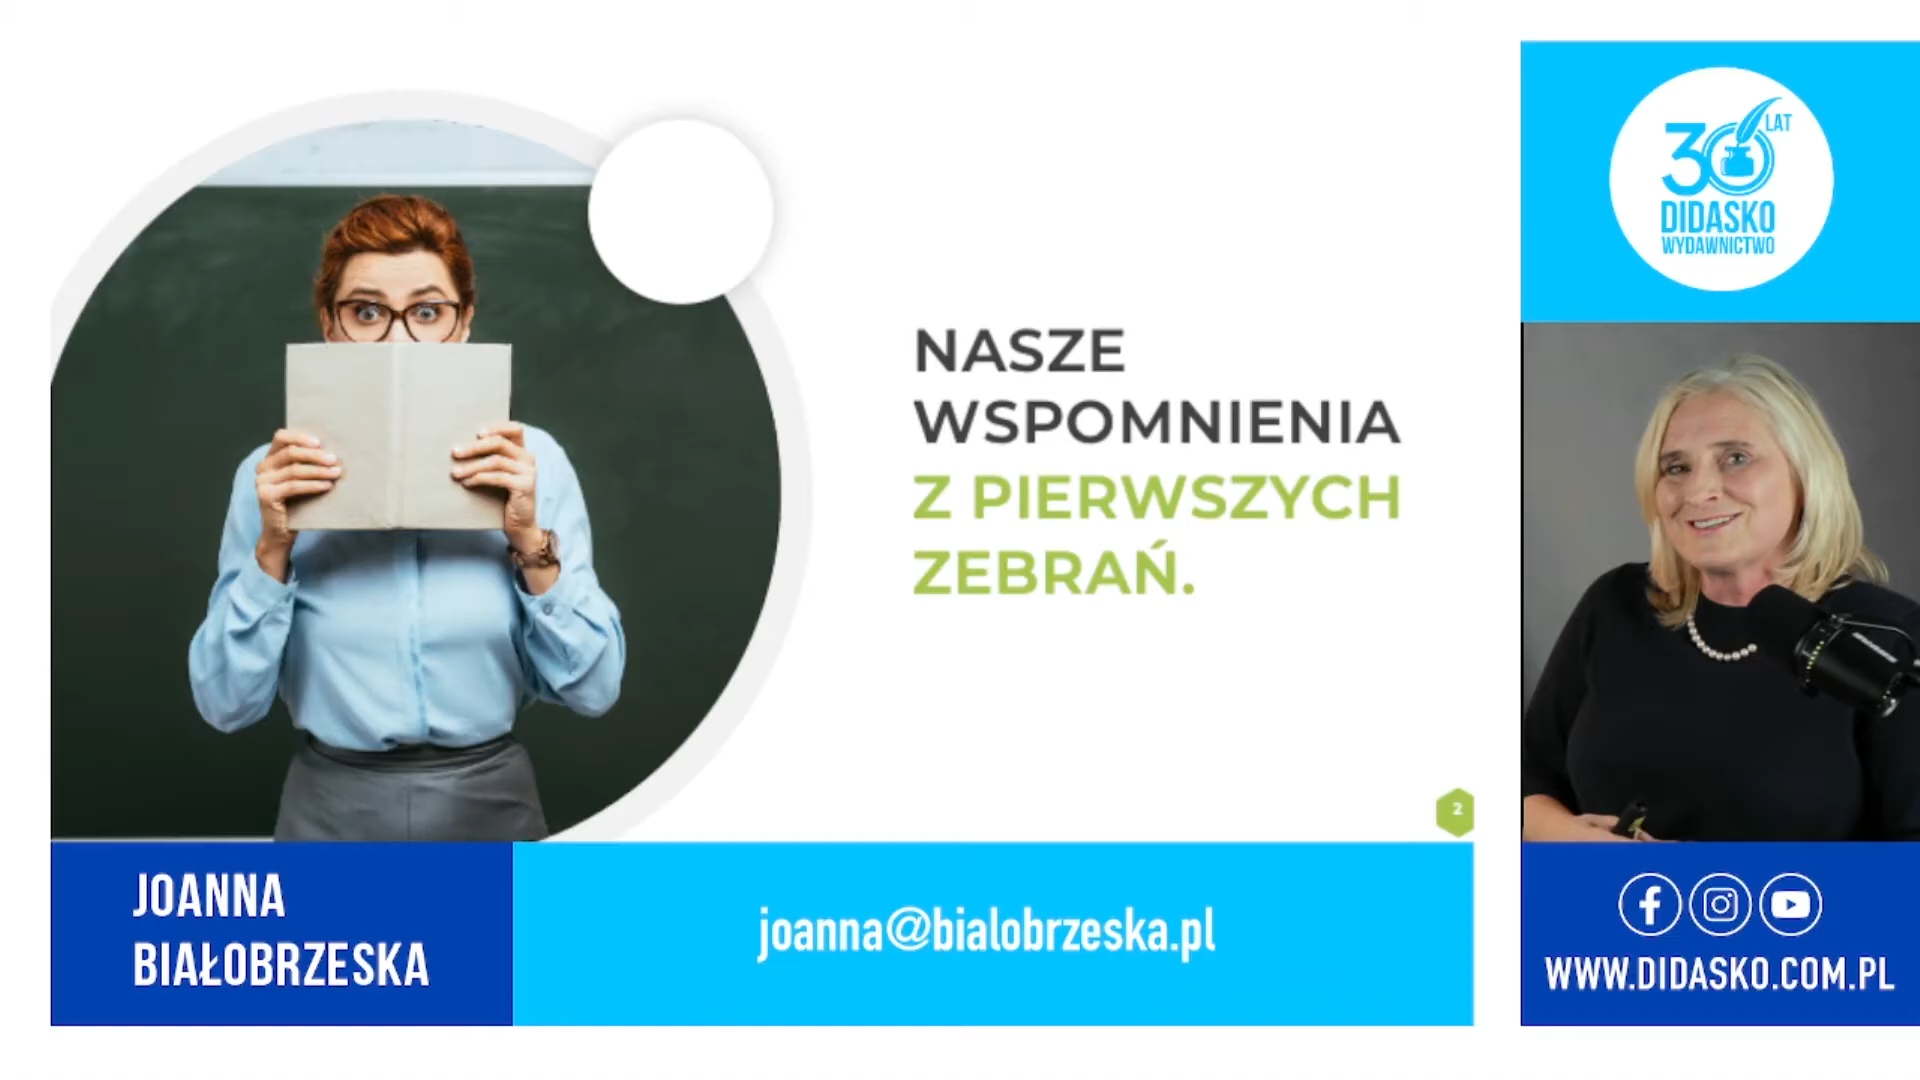 NASZE
WSPOMNIENIA
Z PIERWSZYCH
ZEBRAŃ.
2
JOANNA
BIAŁOBRZESKA
joanna@bialobrzeska.pl
30 LAT
DIDASKO
WYDAWNICTWO
WWW.DIDASKO.COM.PL